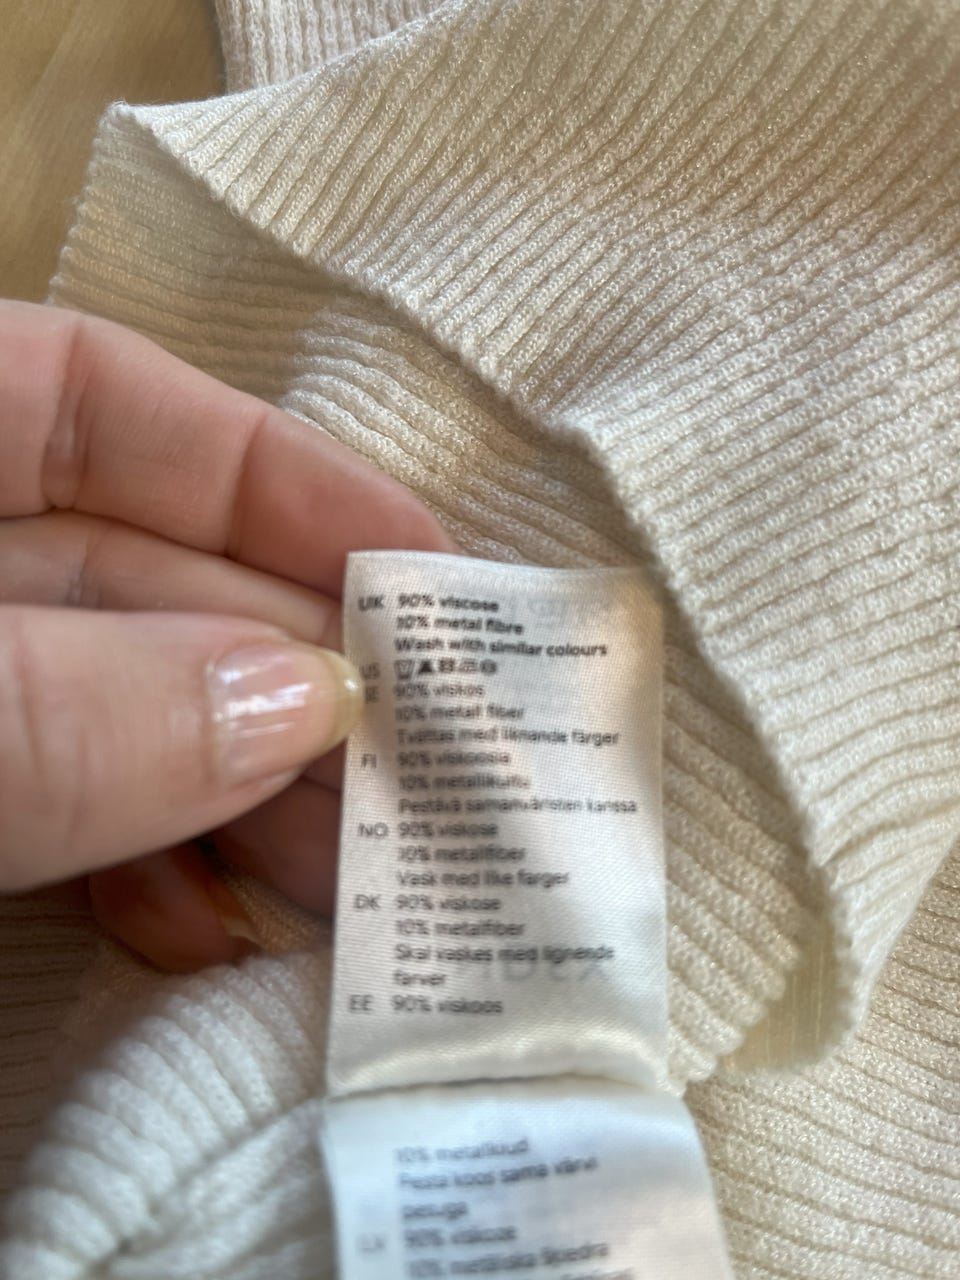 UK 90% viscose
10% metal fibre
Wash with similar colours
US
SE 90% viskos
10% metall fiber
Tvättas med liknande färger
FI 90% viskoosia
10% metallikuitu
Pestävä samanväristen kanssa
NO 90% viskose
10% metallfiber
Vask med like farger
DK 90% viskose
10% metalfiber
Skal vaskes med lignende
farver
EE 90% viskoos
10% metallkiud
Pesta koos sama värvi
pesuga
90%
10% metāliska šķiedra